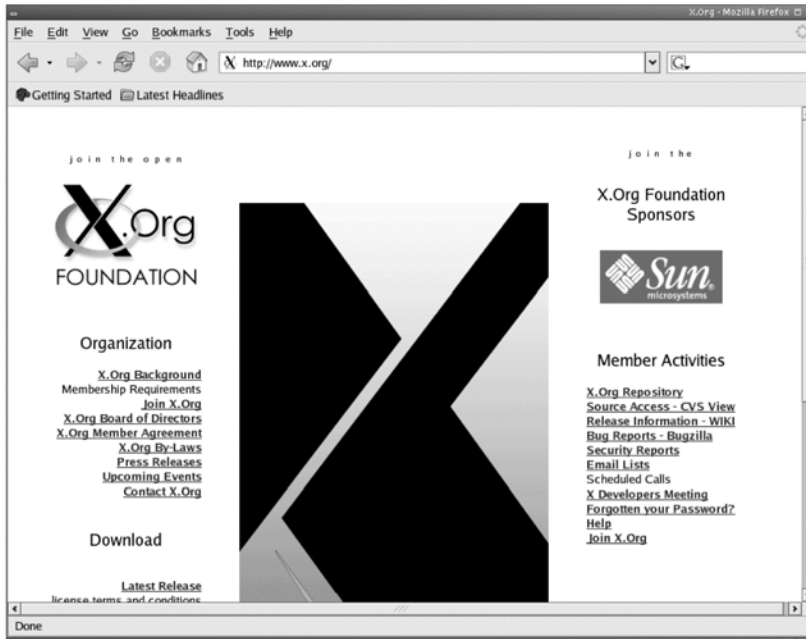 X.Org - Mozilla Firefox
File Edit View Go Bookmarks Tools Help
http://www.x.org/
G
Getting Started Latest Headlines
join the open
X.Org
FOUNDATION
Organization
X.Org Background
Membership Requirements
Join X.Org
X.Org Board of Directors
X.Org Member Agreement
X.Org By-Laws
Press Releases
Upcoming Events
Contact X.Org
Download
Latest Release
license terms and conditions
join the
X.Org Foundation
Sponsors
Sun
microsystems
Member Activities
X.Org Repository
Source Access - CVS View
Release Information - WIKI
Bug Reports - Bugzilla
Security Reports
Email Lists
Scheduled Calls
X Developers Meeting
Forgotten your Password?
Help
Join X.Org
Done